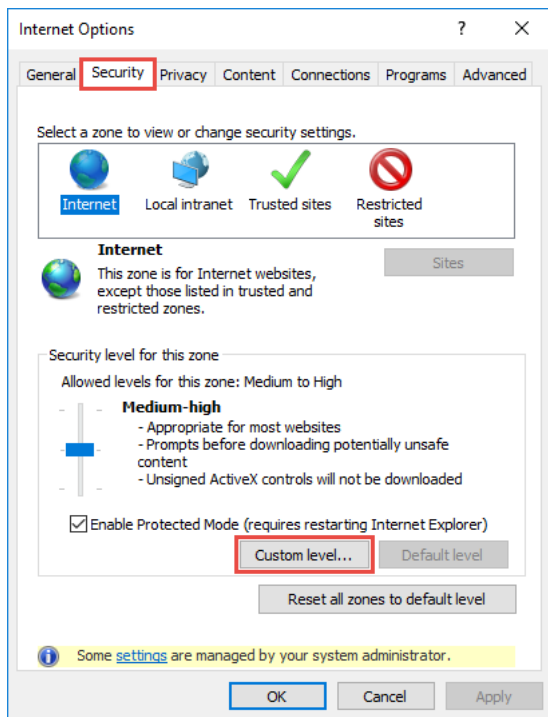 Internet Options ?
General Security Privacy Content Connections Programs Advanced
Select a zone to view or change security settings.
Internet Local intranet Trusted sites Restricted
sites
Internet
Sites
This zone is for Internet websites,
except those listed in trusted and
restricted zones.
Security level for this zone
Allowed levels for this zone: Medium to High
Medium-high
- Appropriate for most websites
- Prompts before downloading potentially unsafe
content
- Unsigned ActiveX controls will not be downloaded
Enable Protected Mode (requires restarting Internet Explorer)
Custom level... Default level
Reset all zones to default level
Some settings are managed by your system administrator.
OK Cancel Apply